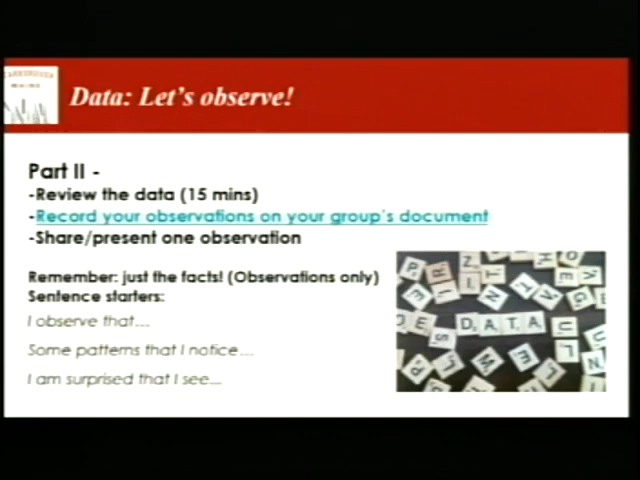 Data: Let's observe!
Part II -
-Review the data (15 mins)
-Record your observations on your group's document
-Share/present one observation
Remember: just the facts! (Observations only)
Sentence starters:
I observe that...
Some patterns that I notice...
I am surprised that I see...
DATA